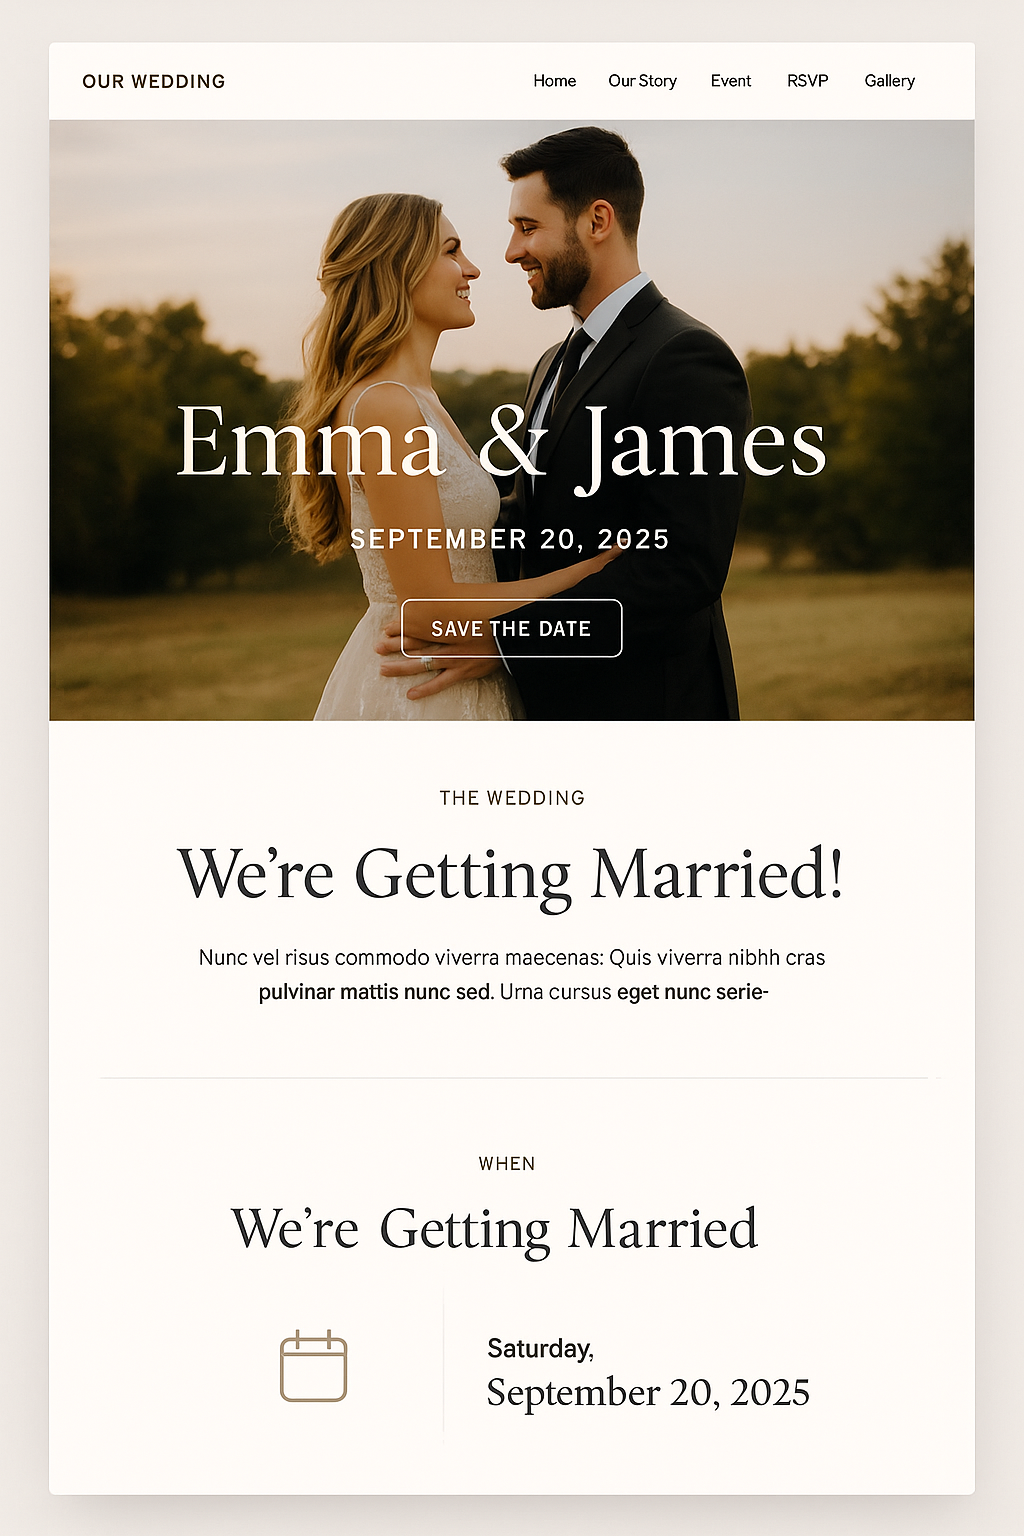 OUR WEDDING
Home Our Story Event RSVP Gallery
Emma & James
SEPTEMBER 20, 2025
SAVE THE DATE
THE WEDDING
We’re Getting Married!
Nunc vel risus commodo viverra maecenas: Quis viverra nibhh cras
pulvinar mattis nunc sed. Urna cursus eget nunc serie-
WHEN
We’re Getting Married
Saturday,
September 20, 2025